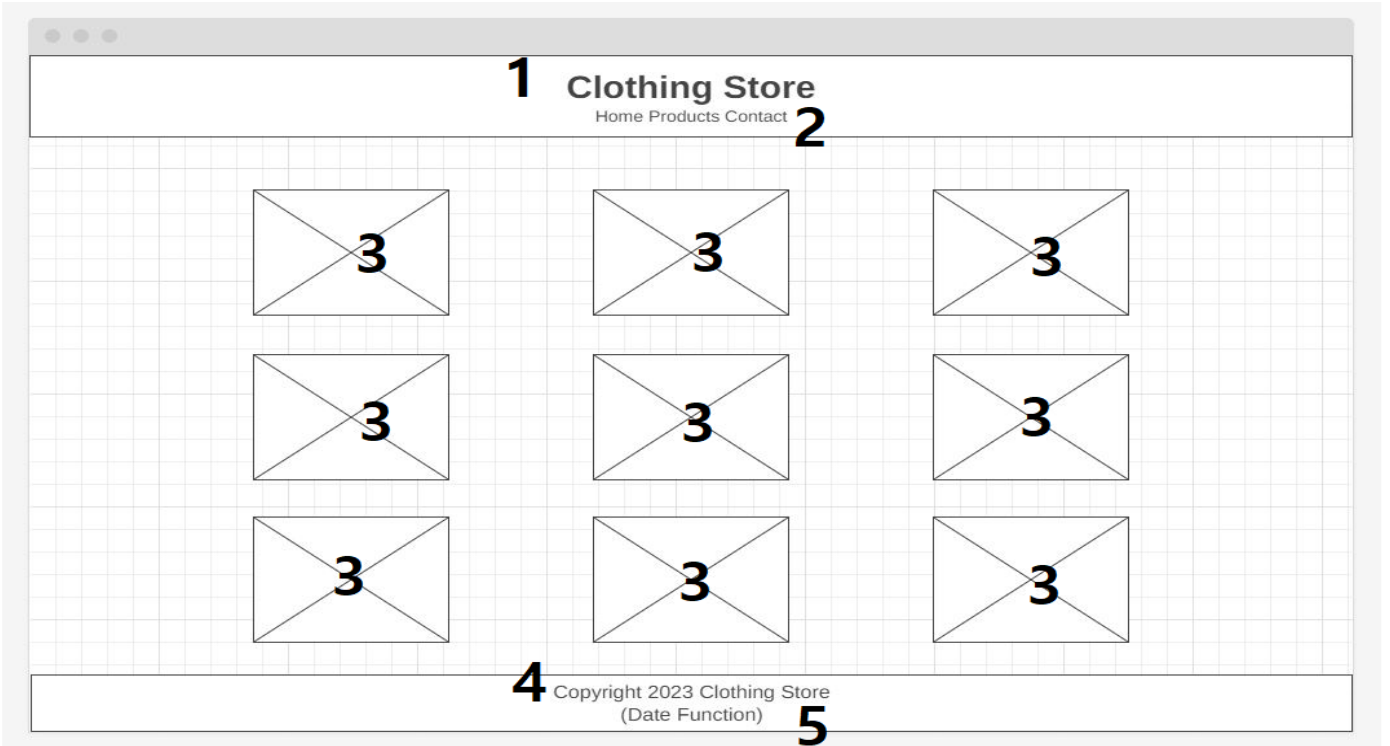 1 Clothing Store
Home Products Contact 2
3 3 3
3 3 3
3 3 3
4 Copyright 2023 Clothing Store
(Date Function) 5